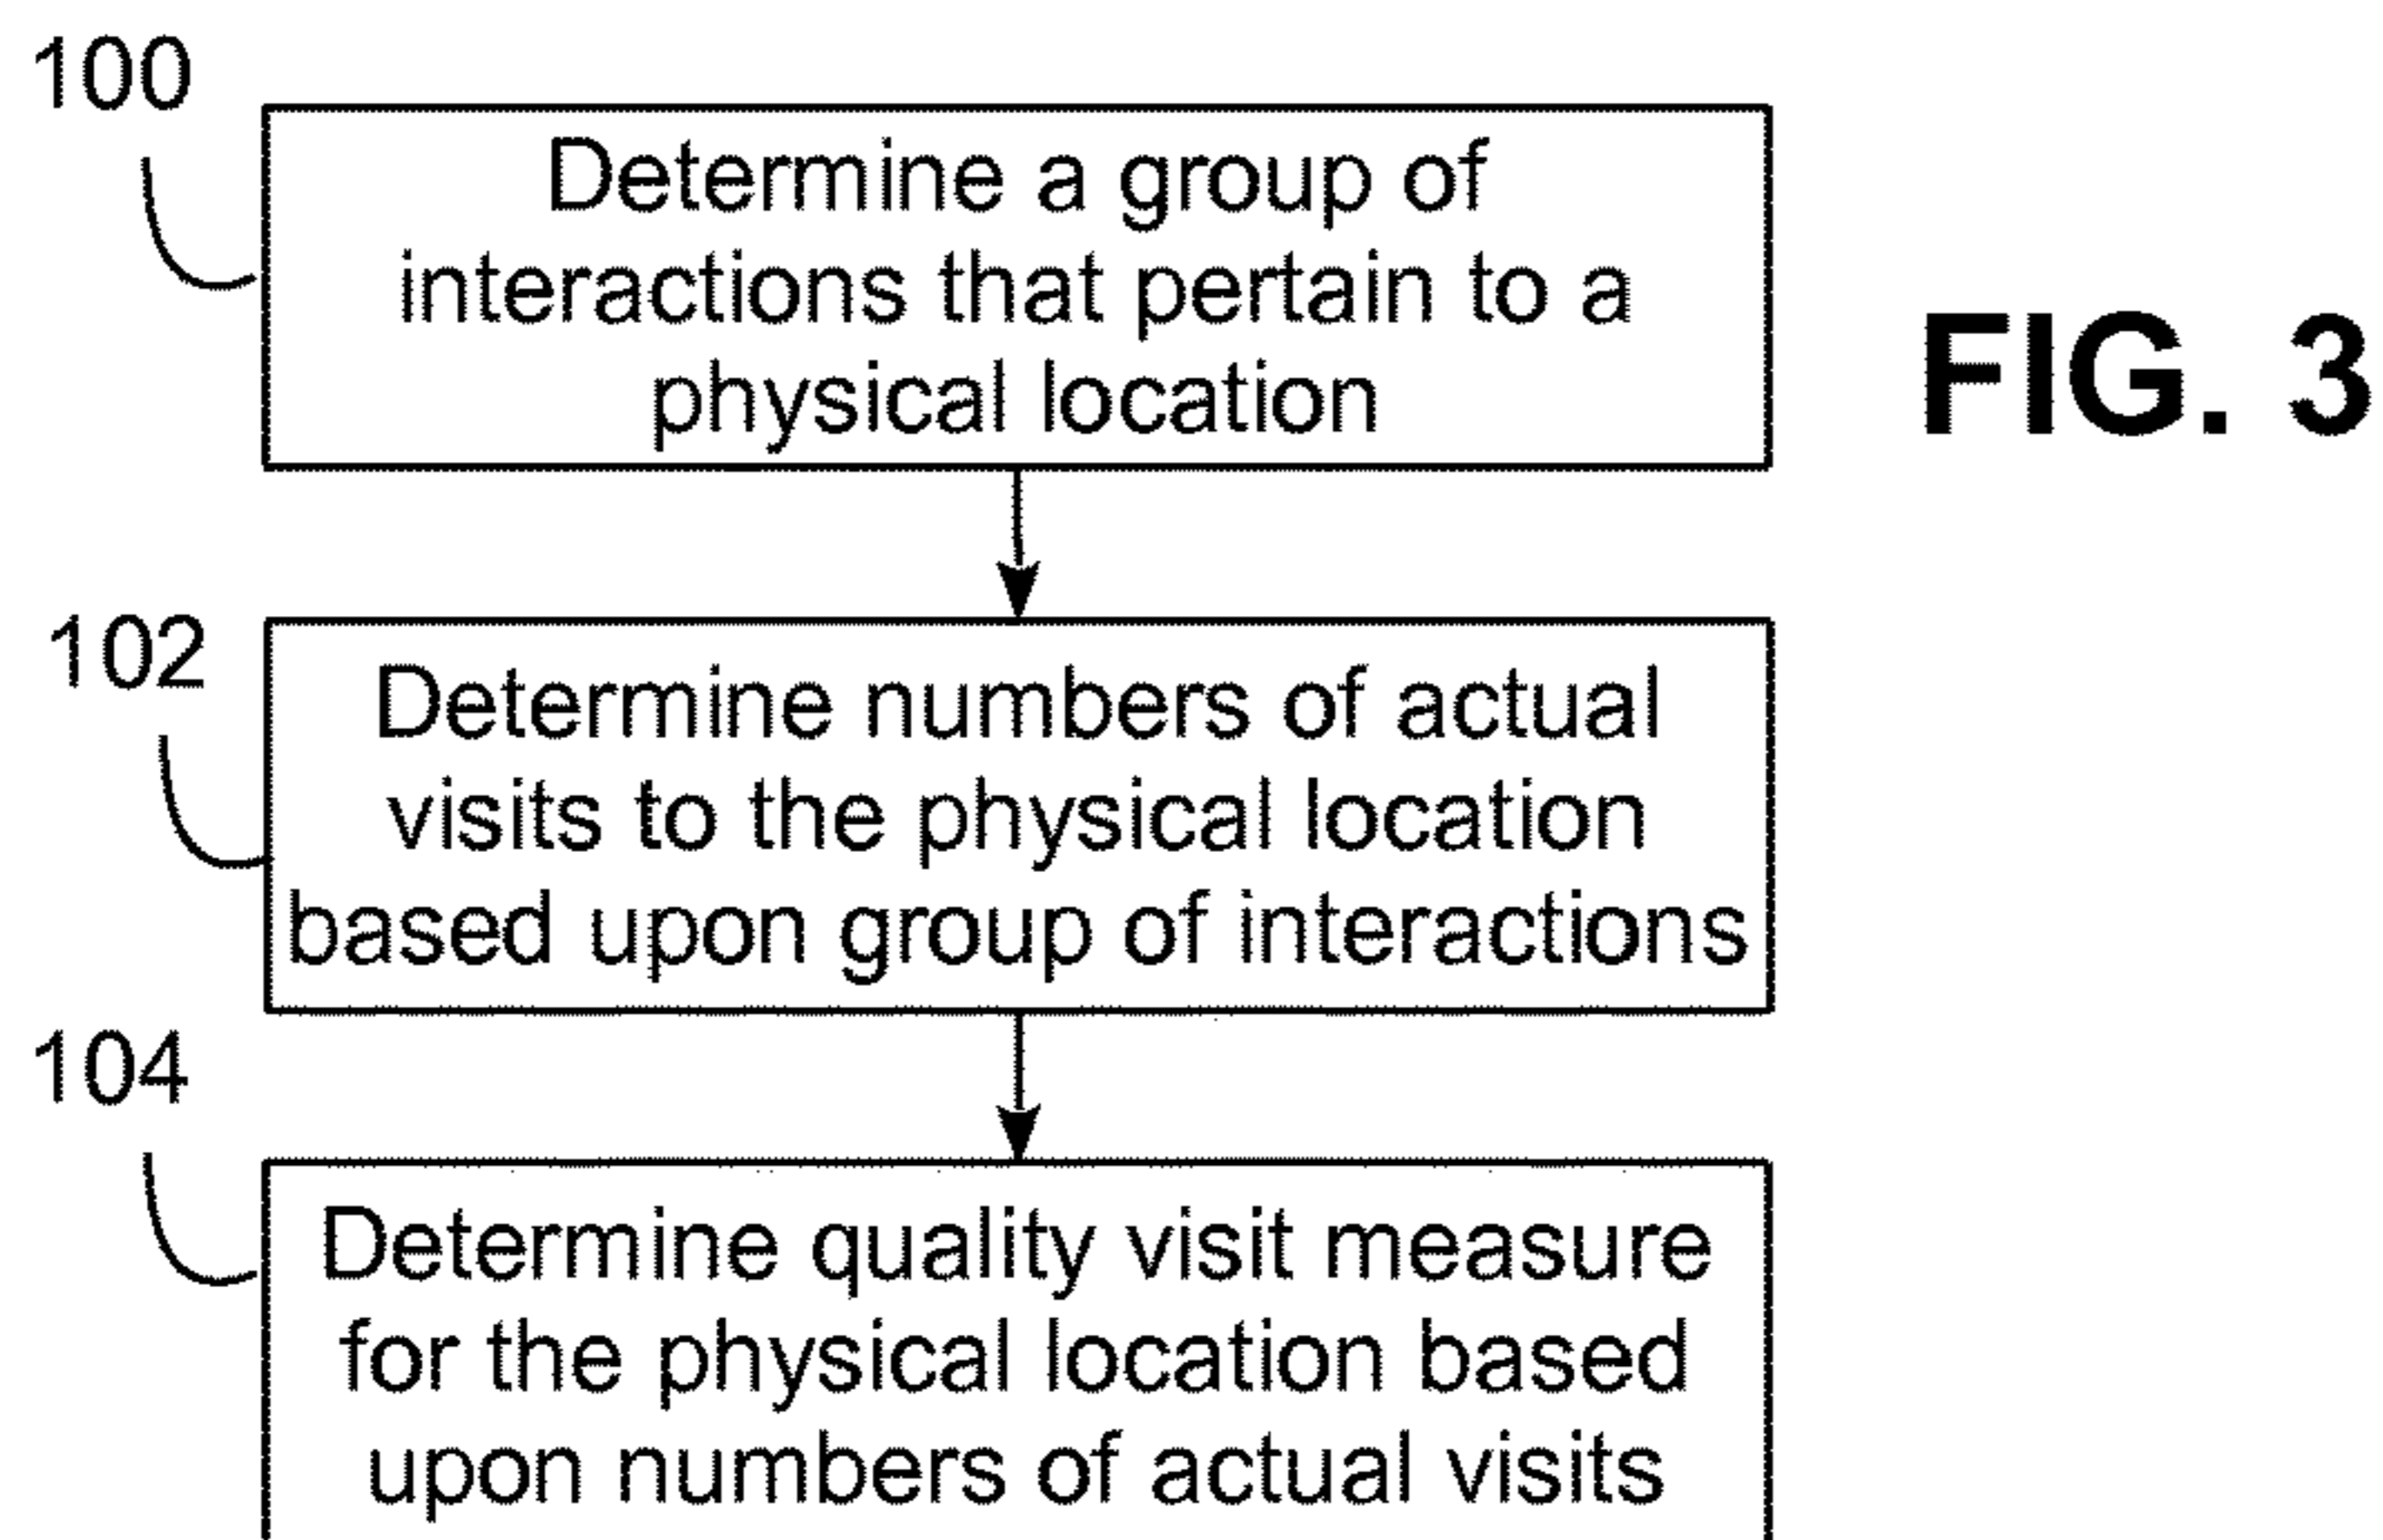 100
Determine a group of
interactions that pertain to a
physical location
FIG. 3
102
Determine numbers of actual
visits to the physical location
based upon group of interactions
104
Determine quality visit measure
for the physical location based
upon numbers of actual visits